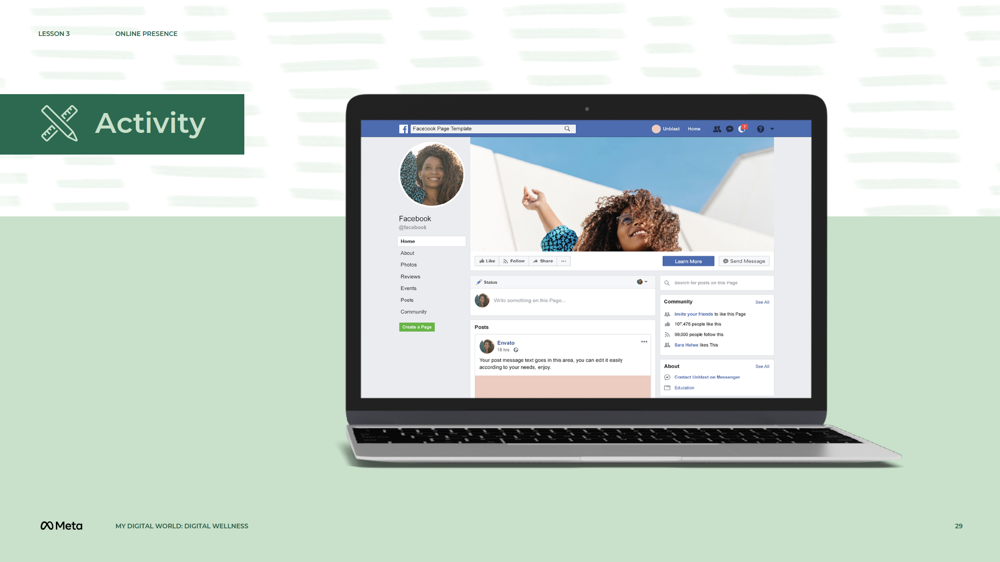 LESSON 3
ONLINE PRESENCE
Activity
Facebook Page Template
Unblast
Home
7
?
Facebook
@facebook
Home
About
Photos
Reviews
Events
Posts
Community
Create a Page
Like
Follow
Share
Learn More
Send Message
Status
Write something on this Page...
Posts
Envato
18 hrs
Your post message text goes in this area, you can edit it easily
according to your needs, enjoy.
Search for posts on this Page
Community
See All
Invite your friends to like this Page
107,476 people like this
99,000 people follow this
Sara Helwe likes This
About
See All
Contact Unblast on Messenger
Education
Meta
MY DIGITAL WORLD: DIGITAL WELLNESS
29